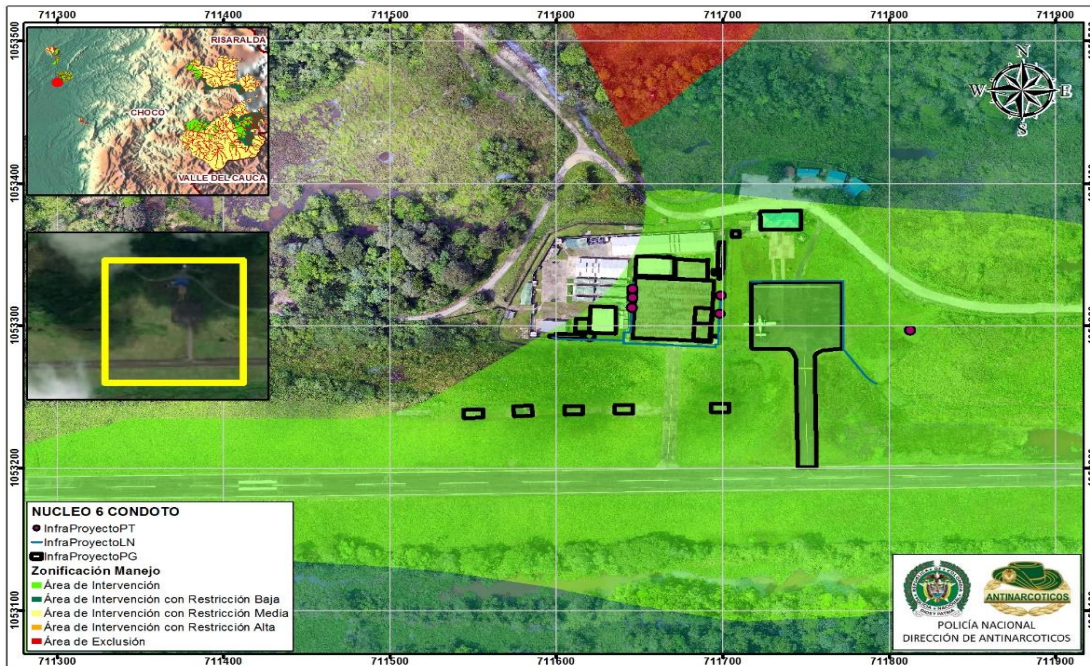 711300 711400 711500 711600 711700 711800 711900
1053500
1053400
1053300
1053200
1053100
RISARALDA
CHOCO
VALLE DEL CAUCA
N
W E
S
NUCLEO 6 CONDOTO
InfraProyectoPT
InfraProyectoLN
InfraProyectoPG
Zonificación Manejo
Área de Intervención
Área de Intervención con Restricción Baja
Área de Intervención con Restricción Media
Área de Intervención con Restricción Alta
Área de Exclusión
ANTINARCOTICOS
POLICÍA NACIONAL
DIRECCIÓN DE ANTINARCOTICOS
711300 711400 711500 711600 711700 711800 711900